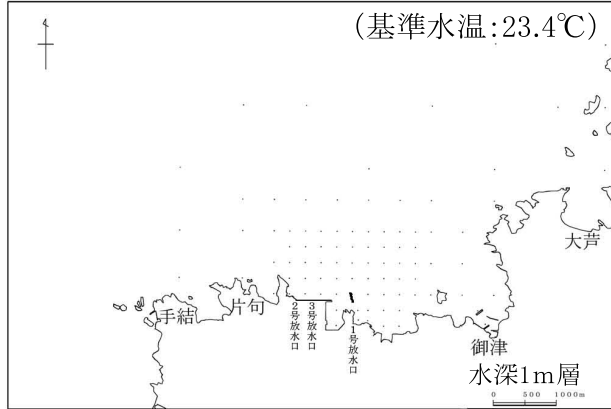 (基準水温:23.4℃)
大芦
手結
片句
2号放水口
3号放水口
1号放水口
御津
水深1m層
0 500 1000m